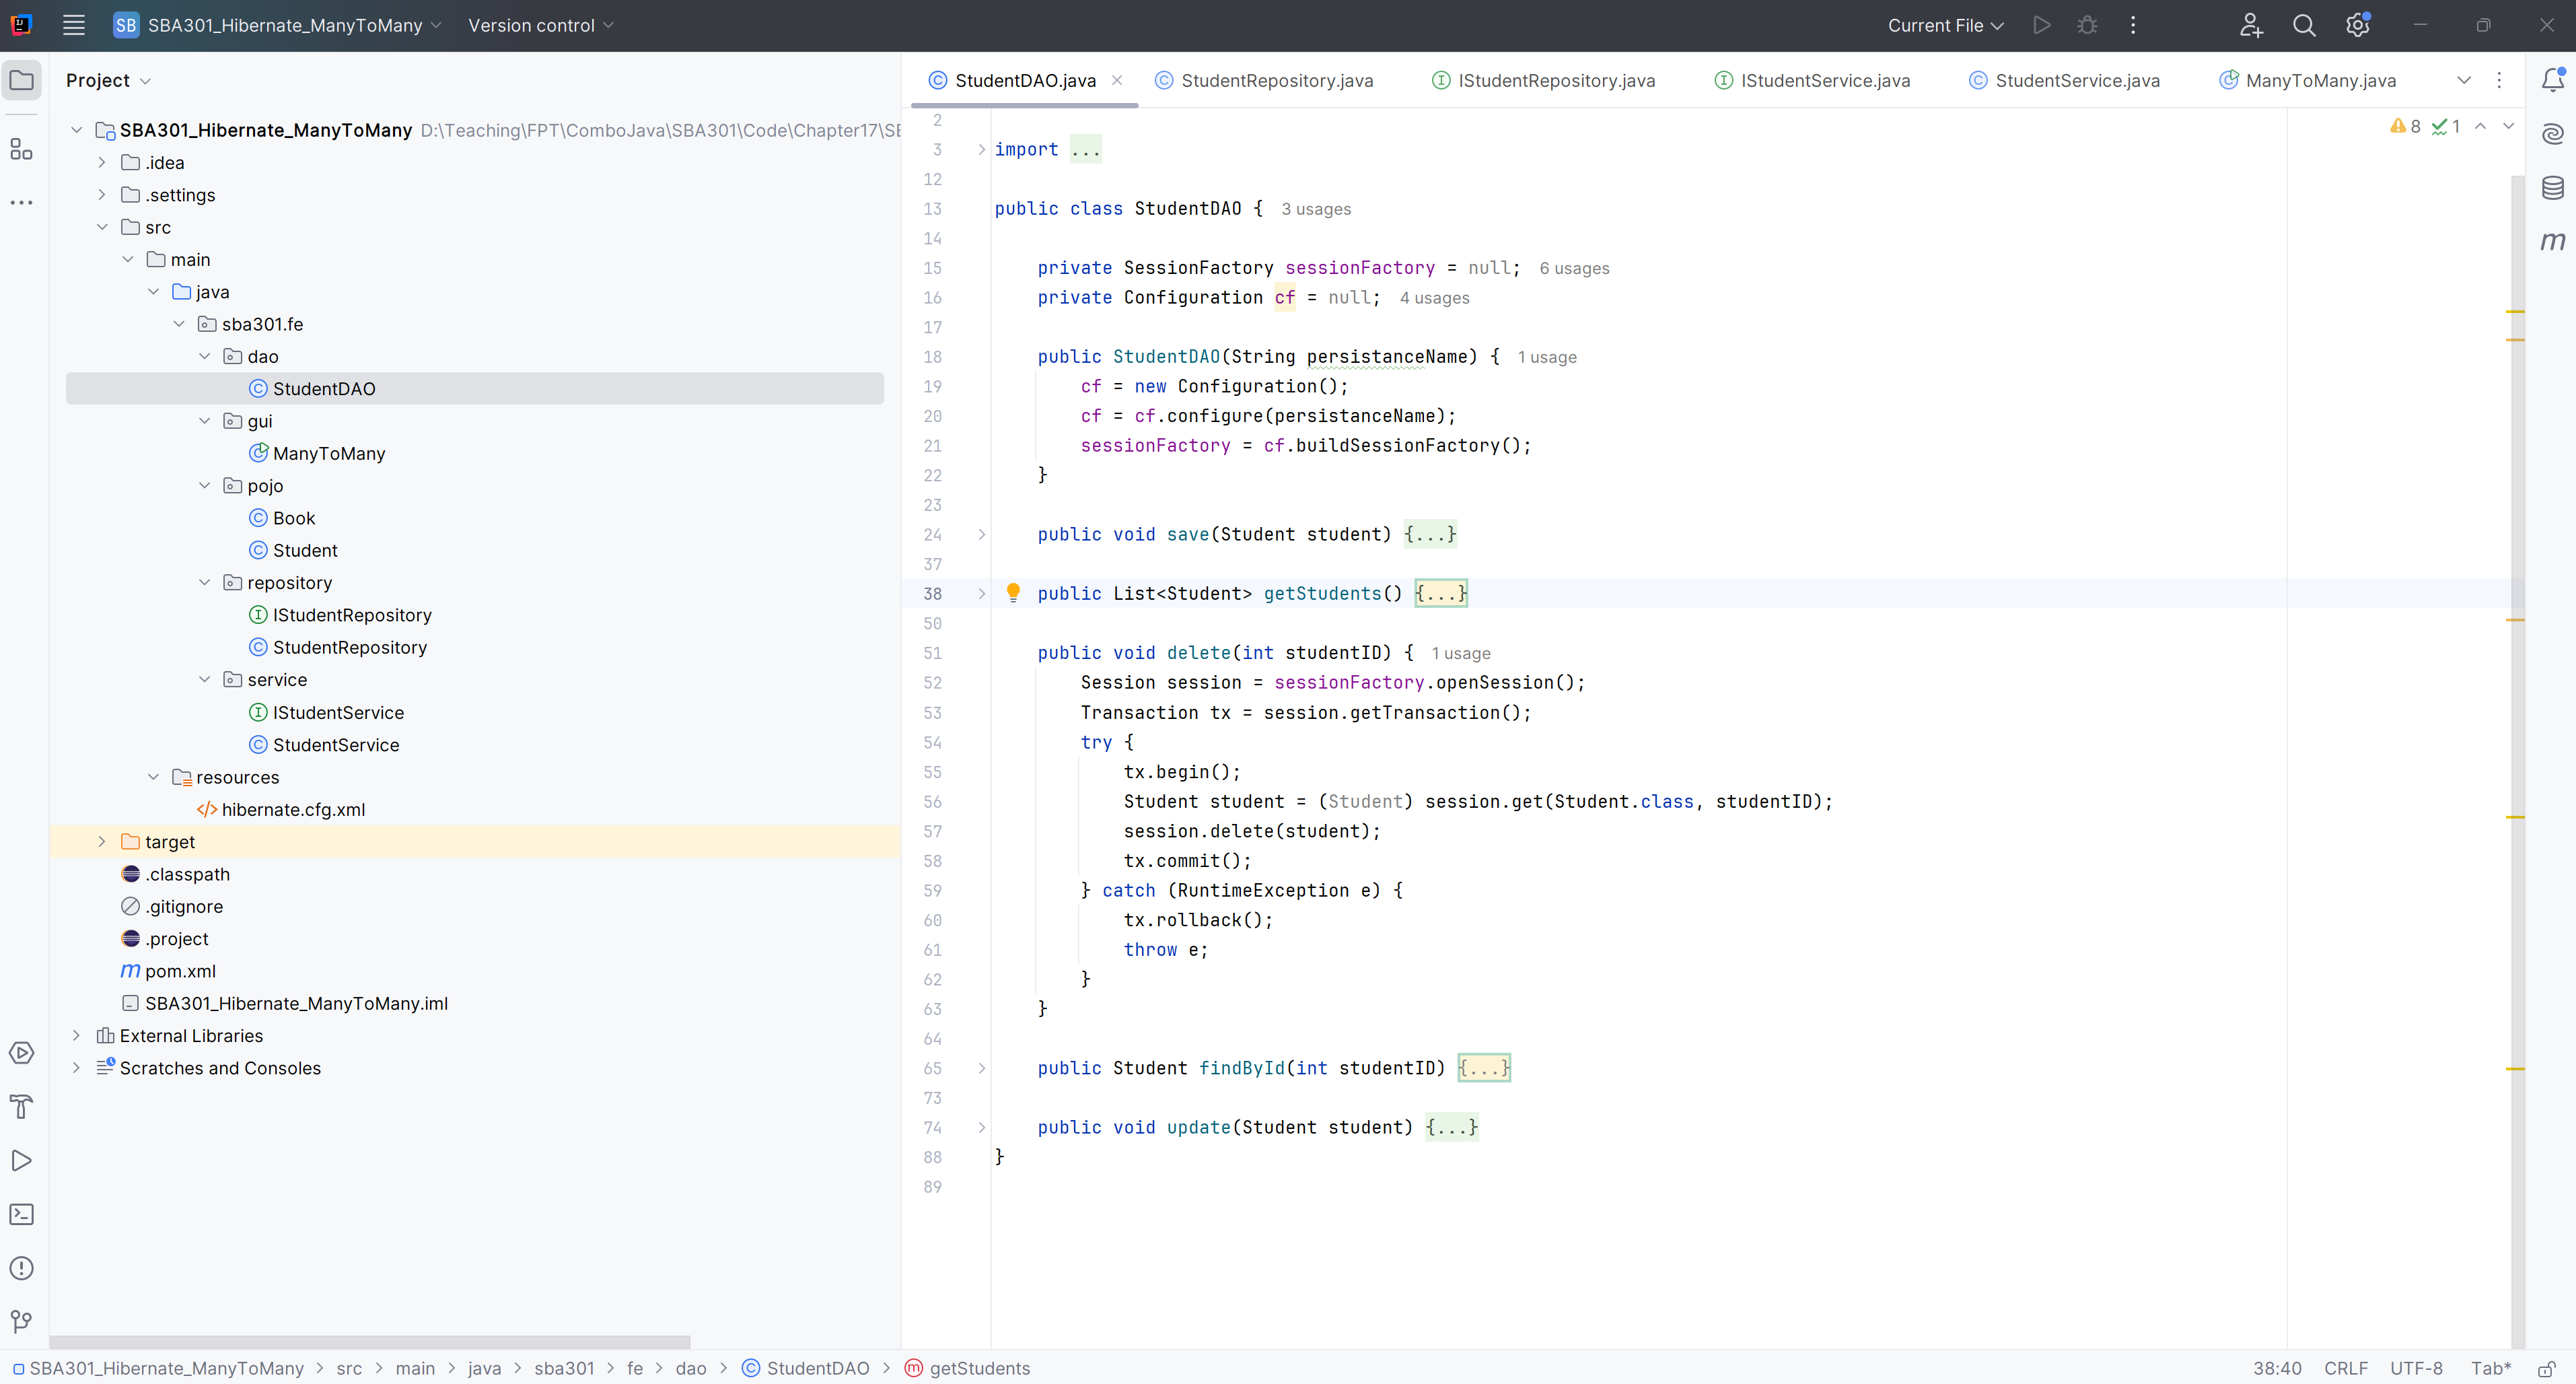 SB SBA301_Hibernate_ManyToMany Version control Current File
Project
SBA301_Hibernate_ManyToMany D:\Teaching\FPT\ComboJava\SBA301\Code\Chapter17\SE
.idea
.settings
src
main
java
sba301.fe
dao
StudentDAO
gui
ManyToMany
pojo
Book
Student
repository
IStudentRepository
StudentRepository
service
IStudentService
StudentService
resources
hibernate.cfg.xml
target
.classpath
.gitignore
.project
pom.xml
SBA301_Hibernate_ManyToMany.iml
External Libraries
Scratches and Consoles
StudentDAO.java StudentRepository.java IStudentRepository.java IStudentService.java StudentService.java ManyToMany.java
8 1
2
3 import ...
12
13 public class StudentDAO { 3 usages
14
15 private SessionFactory sessionFactory = null; 6 usages
16 private Configuration cf = null; 4 usages
17
18 public StudentDAO(String persistanceName) { 1 usage
19 cf = new Configuration();
20 cf = cf.configure(persistanceName);
21 sessionFactory = cf.buildSessionFactory();
22 }
23
24 public void save(Student student) {...}
37
38 public List<Student> getStudents() {...}
50
51 public void delete(int studentID) { 1 usage
52 Session session = sessionFactory.openSession();
53 Transaction tx = session.getTransaction();
54 try {
55 tx.begin();
56 Student student = (Student) session.get(Student.class, studentID);
57 session.delete(student);
58 tx.commit();
59 } catch (RuntimeException e) {
60 tx.rollback();
61 throw e;
62 }
63 }
64
65 public Student findById(int studentID) {...}
73
74 public void update(Student student) {...}
88 }
89
SBA301_Hibernate_ManyToMany > src > main > java > sba301 > fe > dao > StudentDAO > getStudents 38:40 CRLF UTF-8 Tab*